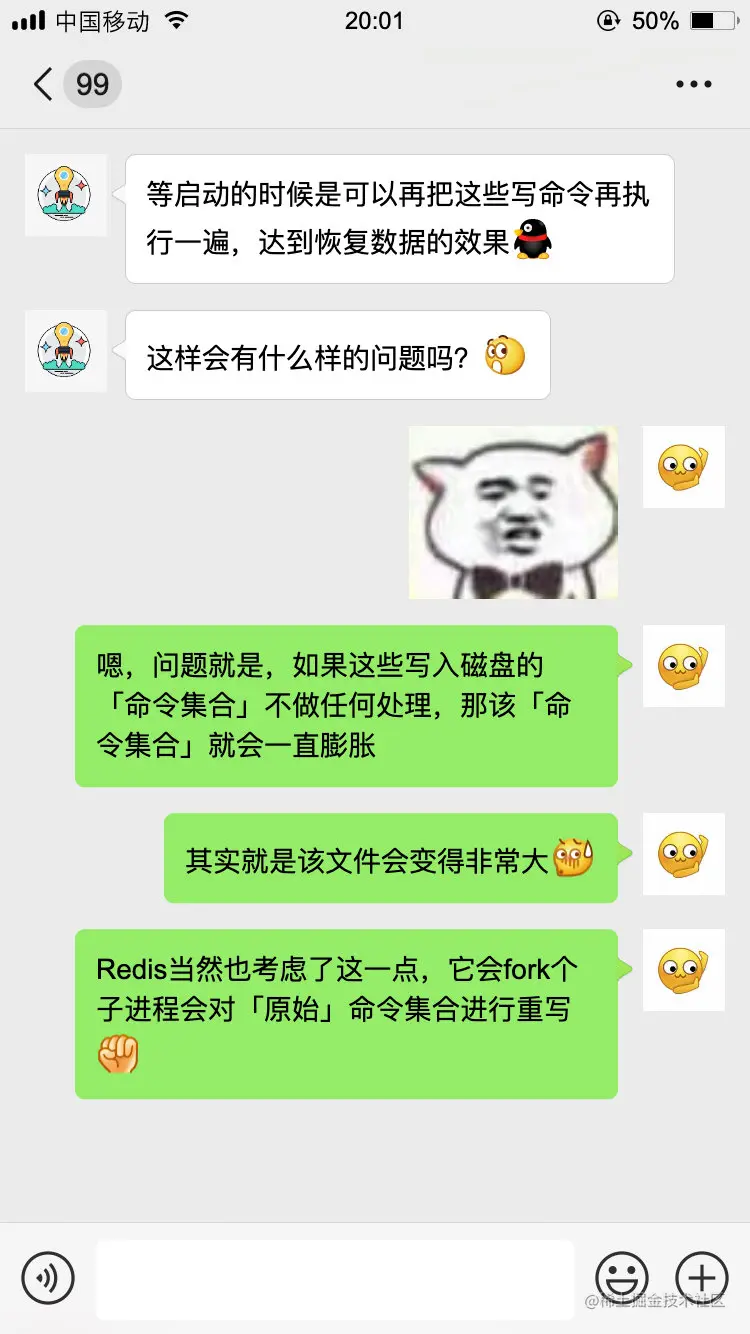 中国移动
20:01
50%
99
等启动的时候是可以再把这些写命令再执
行一遍，达到恢复数据的效果
这样会有什么样的问题吗？
嗯，问题就是，如果这些写入磁盘的
「命令集合」不做任何处理，那该「命
令集合」就会一直膨胀
其实就是该文件会变得非常大
Redis当然也考虑了这一点，它会fork个
子进程会对「原始」命令集合进行重写
@稀土掘金技术社区